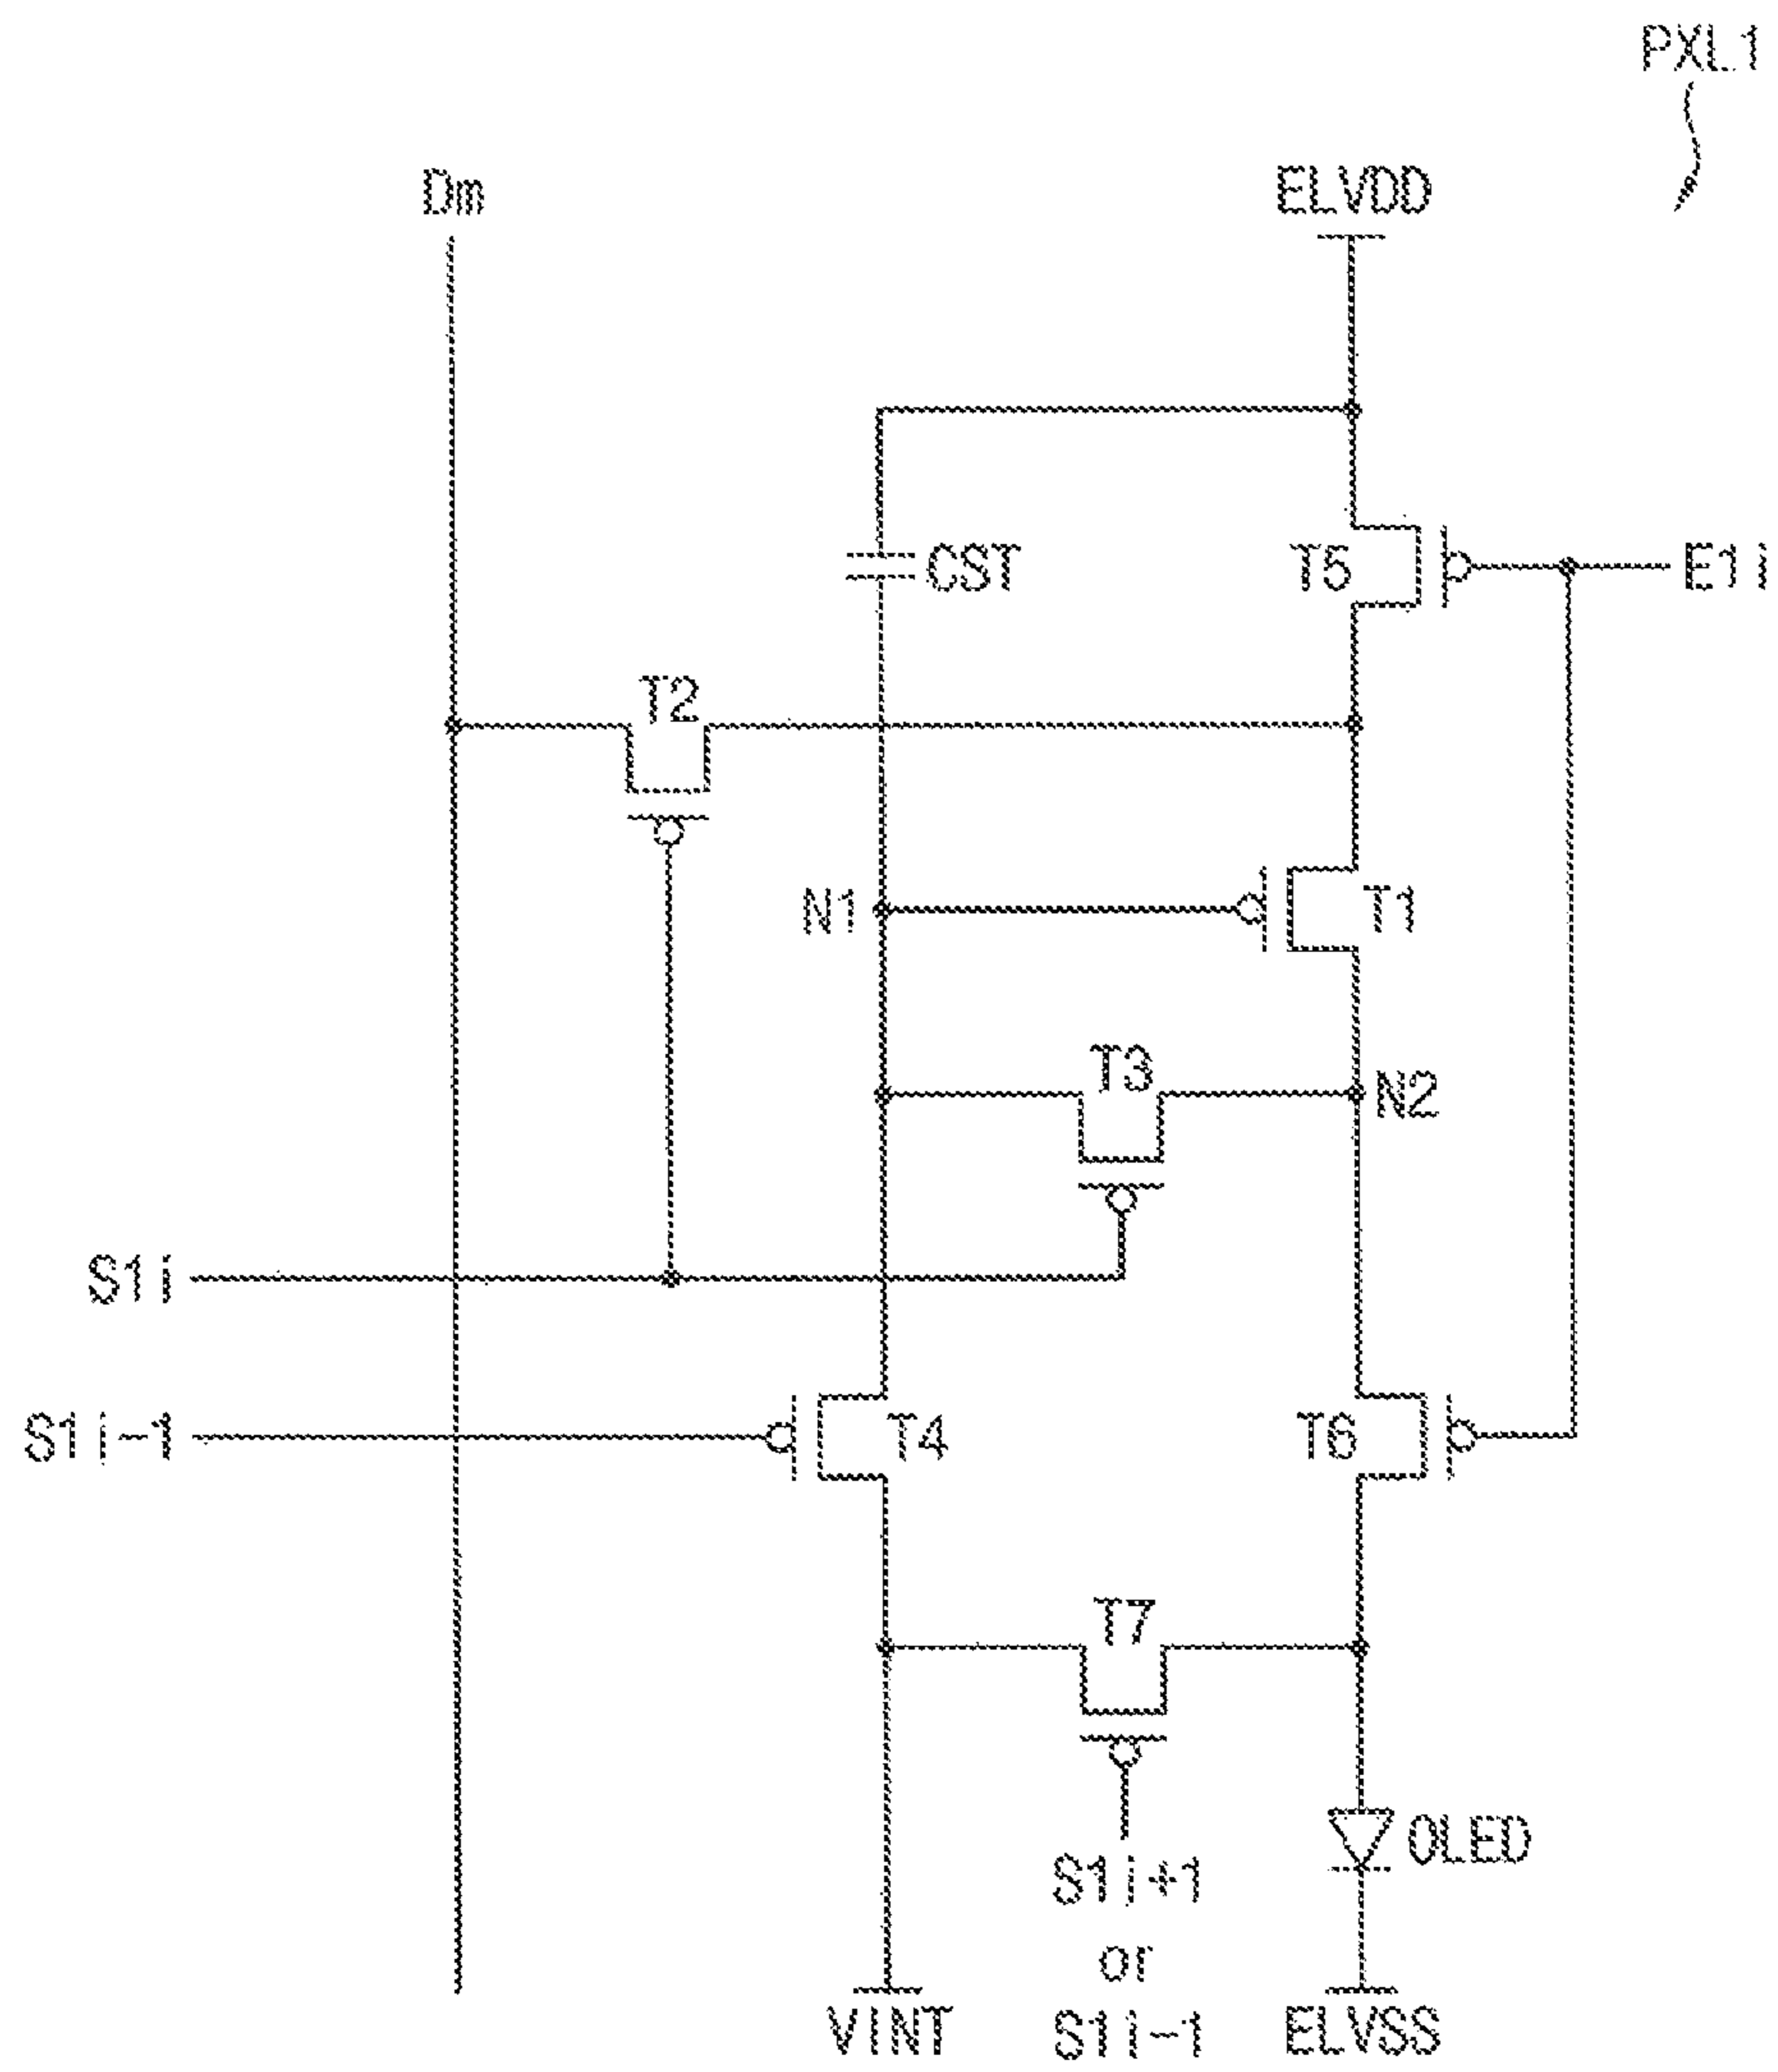 PXL1
Dm
ELVDD
CST
T5
E1i
T2
N1
T1
T3
N2
S1i
S1i-1
T4
T6
T7
OLED
S1i+1
or
S1i-1
VINT
ELVSS